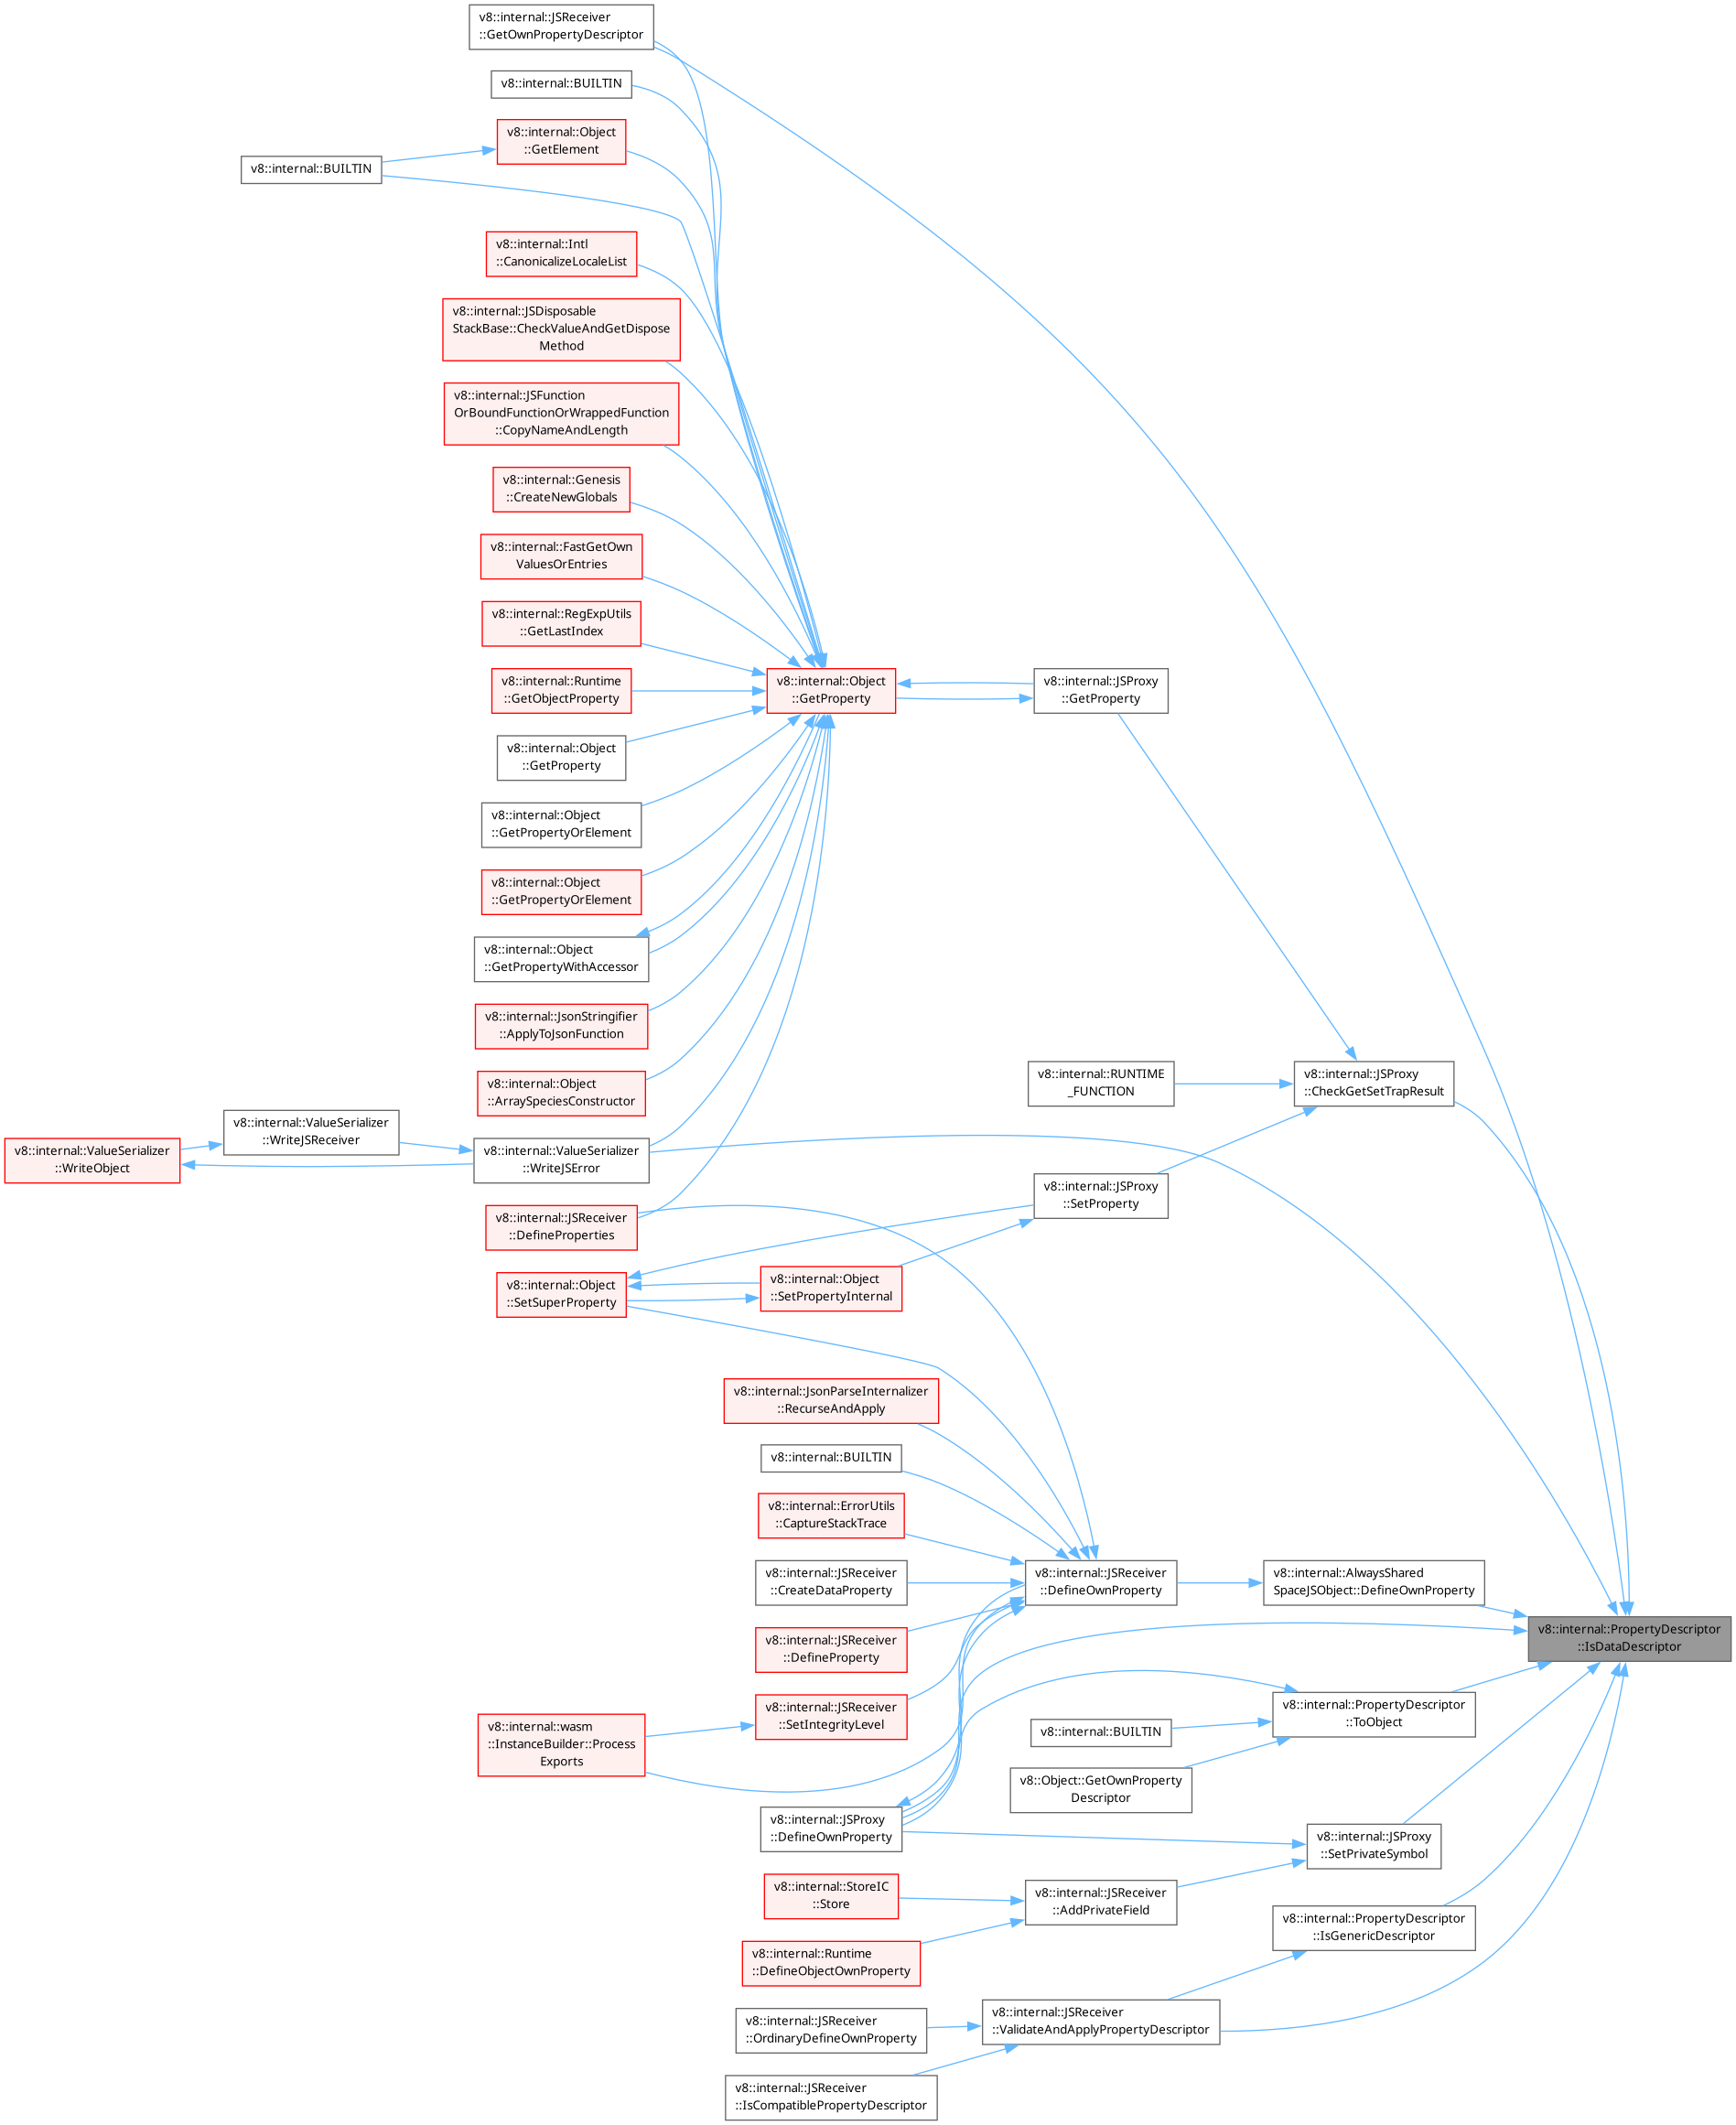 v8::internal::JSReceiver
::GetOwnPropertyDescriptor
v8::internal::BUILTIN
v8::internal::Object
::GetElement
v8::internal::BUILTIN
v8::internal::Intl
::CanonicalizeLocaleList
v8::internal::JSDisposable
StackBase::CheckValueAndGetDispose
Method
v8::internal::JSFunction
OrBoundFunctionOrWrappedFunction
::CopyNameAndLength
v8::internal::Genesis
::CreateNewGlobals
v8::internal::FastGetOwn
ValuesOrEntries
v8::internal::RegExpUtils
::GetLastIndex
v8::internal::Runtime
::GetObjectProperty
v8::internal::Object
::GetProperty
v8::internal::JSProxy
::GetProperty
v8::internal::Object
::GetProperty
v8::internal::Object
::GetPropertyOrElement
v8::internal::Object
::GetPropertyOrElement
v8::internal::Object
::GetPropertyWithAccessor
v8::internal::JsonStringifier
::ApplyToJsonFunction
v8::internal::Object
::ArraySpeciesConstructor
v8::internal::RUNTIME
_FUNCTION
v8::internal::JSProxy
::CheckGetSetTrapResult
v8::internal::ValueSerializer
::WriteObject
v8::internal::ValueSerializer
::WriteJSReceiver
v8::internal::ValueSerializer
::WriteJSError
v8::internal::JSProxy
::SetProperty
v8::internal::JSReceiver
::DefineProperties
v8::internal::Object
::SetSuperProperty
v8::internal::Object
::SetPropertyInternal
v8::internal::JsonParseInternalizer
::RecurseAndApply
v8::internal::BUILTIN
v8::internal::ErrorUtils
::CaptureStackTrace
v8::internal::JSReceiver
::CreateDataProperty
v8::internal::JSReceiver
::DefineOwnProperty
v8::internal::AlwaysShared
SpaceJSObject::DefineOwnProperty
v8::internal::PropertyDescriptor
::IsDataDescriptor
v8::internal::JSReceiver
::DefineProperty
v8::internal::JSReceiver
::SetIntegrityLevel
v8::internal::wasm
::InstanceBuilder::Process
Exports
v8::internal::PropertyDescriptor
::ToObject
v8::internal::BUILTIN
v8::Object::GetOwnProperty
Descriptor
v8::internal::JSProxy
::DefineOwnProperty
v8::internal::JSProxy
::SetPrivateSymbol
v8::internal::StoreIC
::Store
v8::internal::JSReceiver
::AddPrivateField
v8::internal::PropertyDescriptor
::IsGenericDescriptor
v8::internal::Runtime
::DefineObjectOwnProperty
v8::internal::JSReceiver
::OrdinaryDefineOwnProperty
v8::internal::JSReceiver
::ValidateAndApplyPropertyDescriptor
v8::internal::JSReceiver
::IsCompatiblePropertyDescriptor